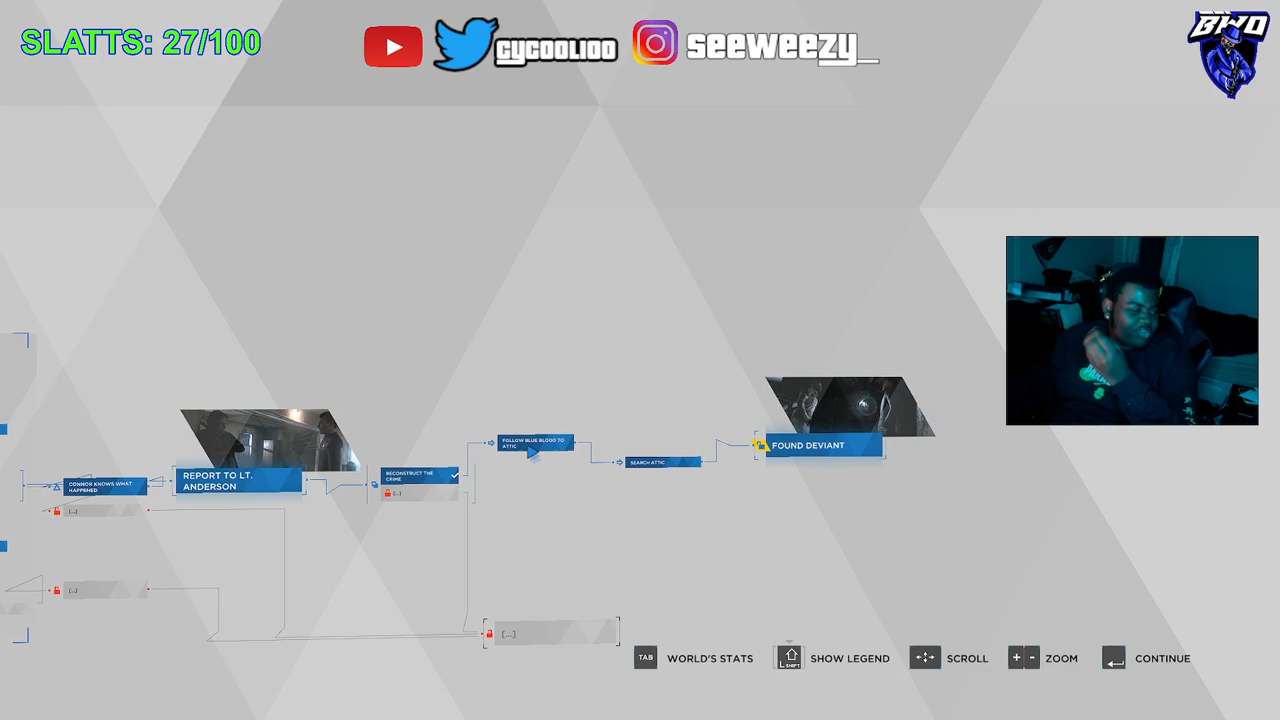 SLATTS: 27/100
CYCOOL100
SEEWEEZY_
BWO
FOLLOW BLUE BLOOD TO
ATTIC
FOUND DEVIANT
SEARCH ATTIC
REPORT TO LT.
ANDERSON
RECONSTRUCT THE
CRIME
[...]
CONNOR KNOWS WHAT
HAPPENED
[...]
[...]
[...]
TAB WORLD'S STATS
L SHIFT SHOW LEGEND
SCROLL
+ - ZOOM
CONTINUE